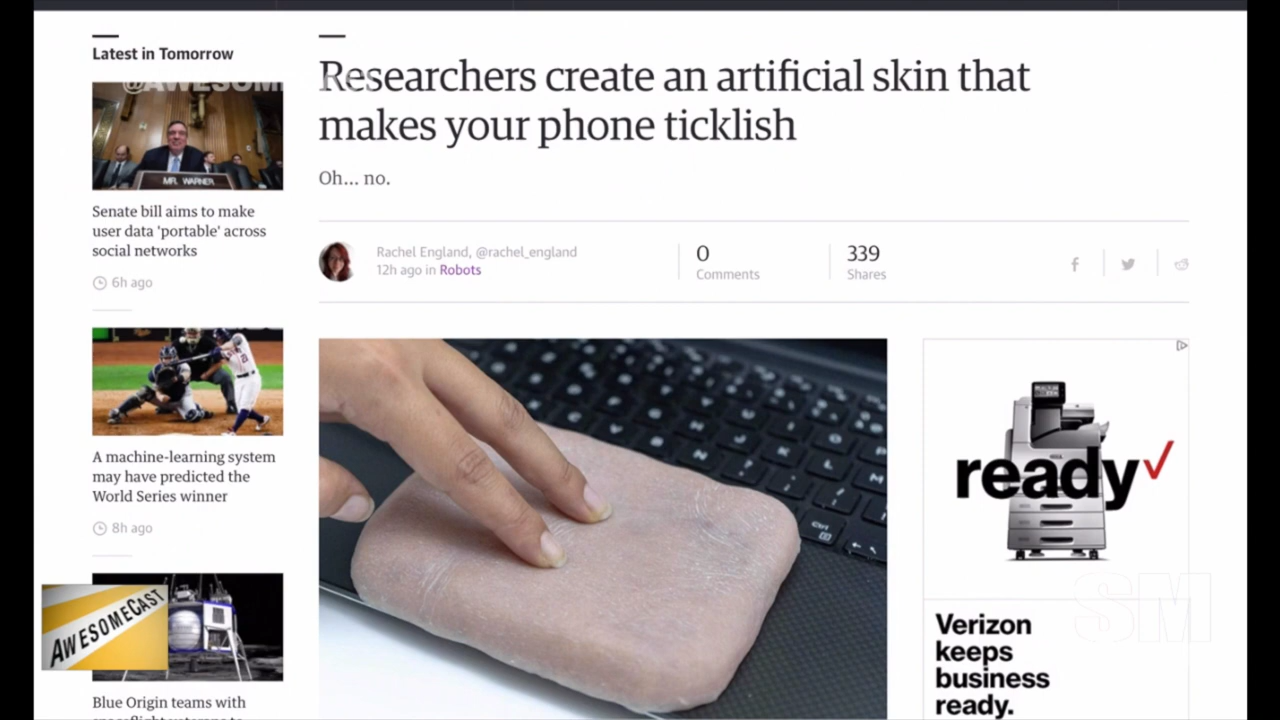 Latest in Tomorrow
@AWESOMECAST
Researchers create an artificial skin that
makes your phone ticklish
Oh... no.
MR. WARNER
Senate bill aims to make
user data 'portable' across
social networks
6h ago
Rachel England, @rachel_england
12h ago in Robots
0
Comments
339
Shares
A machine-learning system
may have predicted the
World Series winner
8h ago
AWESOMECAST
Blue Origin teams with
ready✓
SM
Verizon
keeps
business
ready.
Ctrl